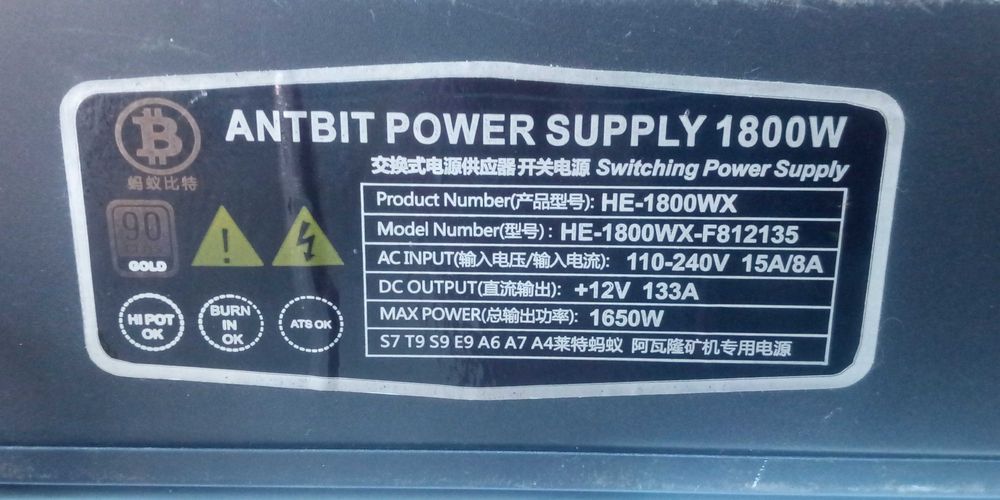 ANTBIT POWER SUPPLY 1800W
交换式电源供应器 开关电源 Switching Power Supply
蚂蚁比特
90
GOLD
HI POT
OK
BURN
IN
OK
ATS OK
Product Number(产品型号): HE-1800WX
Model Number(型号): HE-1800WX-F812135
AC INPUT(输入电压/输入电流): 110-240V 15A/8A
DC OUTPUT(直流输出): +12V 133A
MAX POWER(总输出功率): 1650W
S7 T9 S9 E9 A6 A7 A4莱特蚂蚁 阿瓦隆矿机专用电源